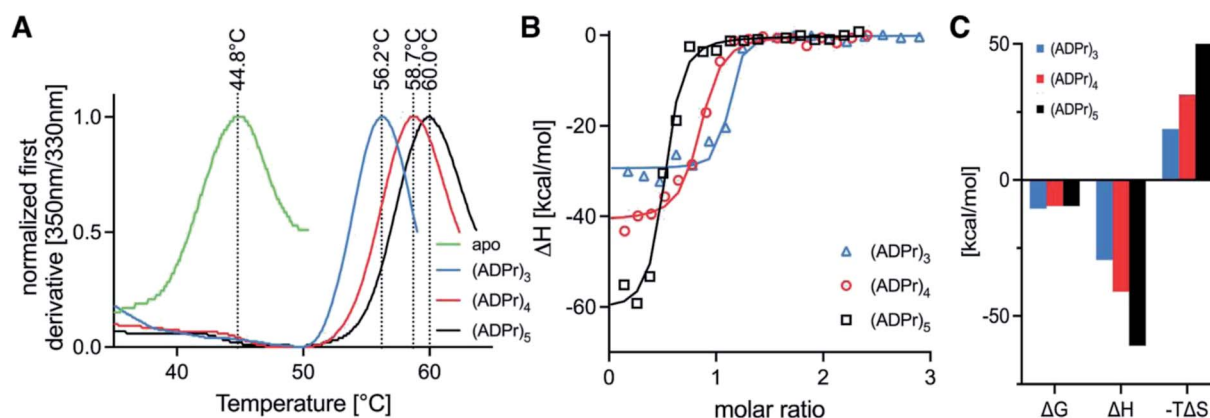 A
44.8°C
56.2°C
58.7°C
60.0°C
normalized first
derivative [350nm/330nm]
1.0
0.5
0.0
apo
(ADPr)3
(ADPr)4
(ADPr)5
40
50
60
Temperature [°C]
B
ΔH [kcal/mol]
0
-20
-40
-60
(ADPr)3
(ADPr)4
(ADPr)5
0
1
2
3
molar ratio
C
[kcal/mol]
50
0
-50
(ADPr)3
(ADPr)4
(ADPr)5
ΔG
ΔH
-TΔS